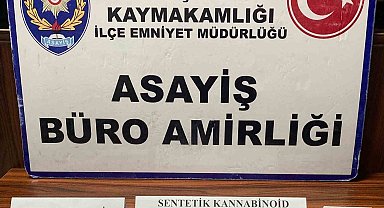 KAYMAKAMLIĞI
İLÇE EMNİYET MÜDÜRLÜĞÜ
ASAYİŞ
BÜRO AMİRLİĞİ
SENTETİK KANNABİNOİD